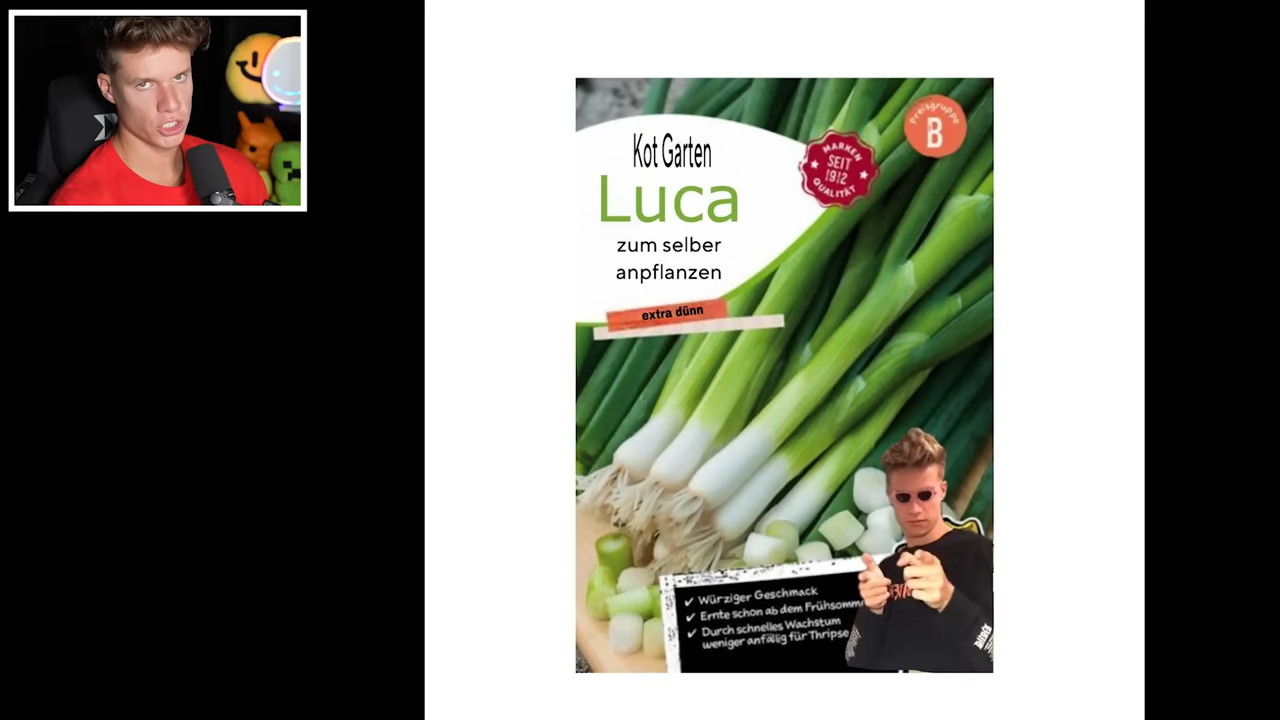 Preisgruppe
B
MARKEN
SEIT
1912
QUALITÄT
Kot Garten
Luca
zum selber
anpflanzen
extra dünn
✔ Würziger Geschmack
✔ Ernte schon ab dem Frühsomm
✔ Durch schnelles Wachstum
weniger anfällig für Thripse